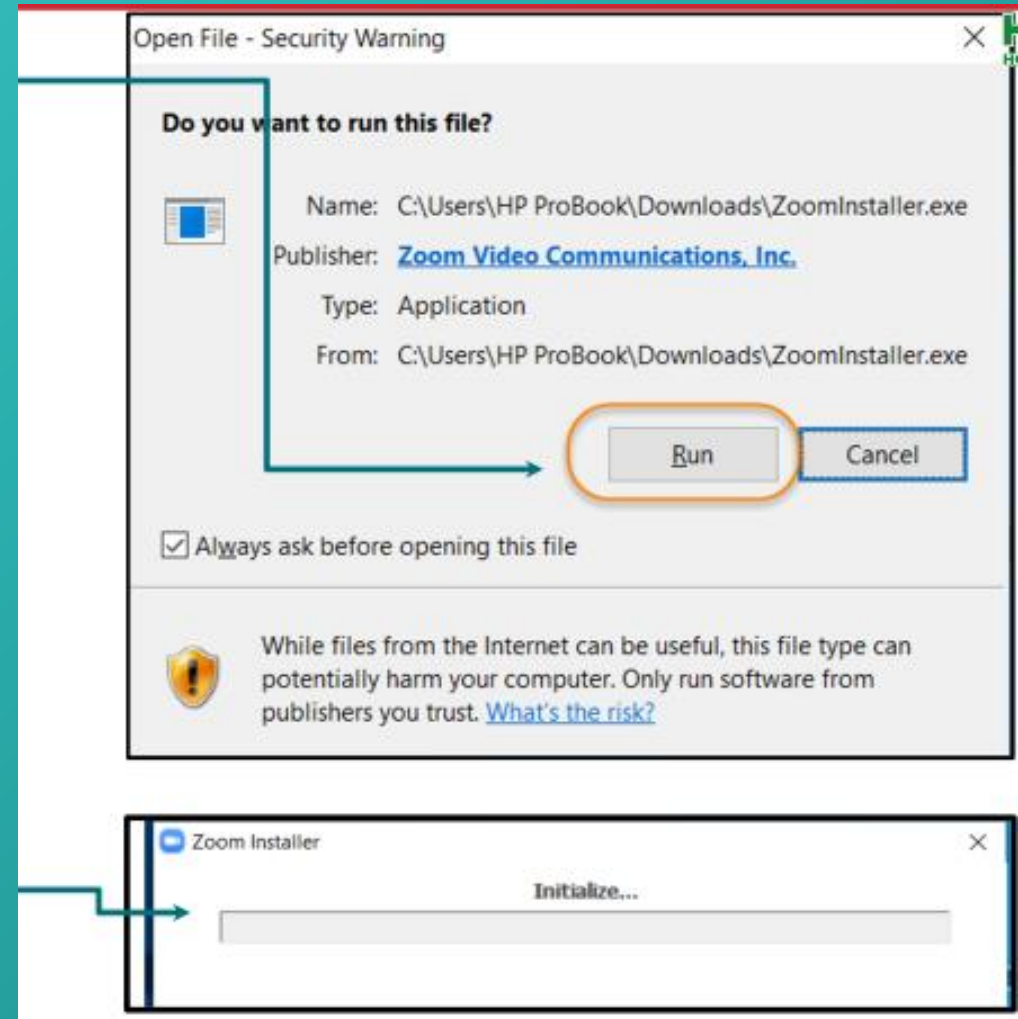 Open File - Security Warning
Do you want to run this file?
Name: C:\Users\HP ProBook\Downloads\ZoomInstaller.exe
Publisher: Zoom Video Communications, Inc.
Type: Application
From: C:\Users\HP ProBook\Downloads\ZoomInstaller.exe
Run Cancel
Always ask before opening this file
While files from the Internet can be useful, this file type can
potentially harm your computer. Only run software from
publishers you trust. What's the risk?
Zoom Installer
Initialize...